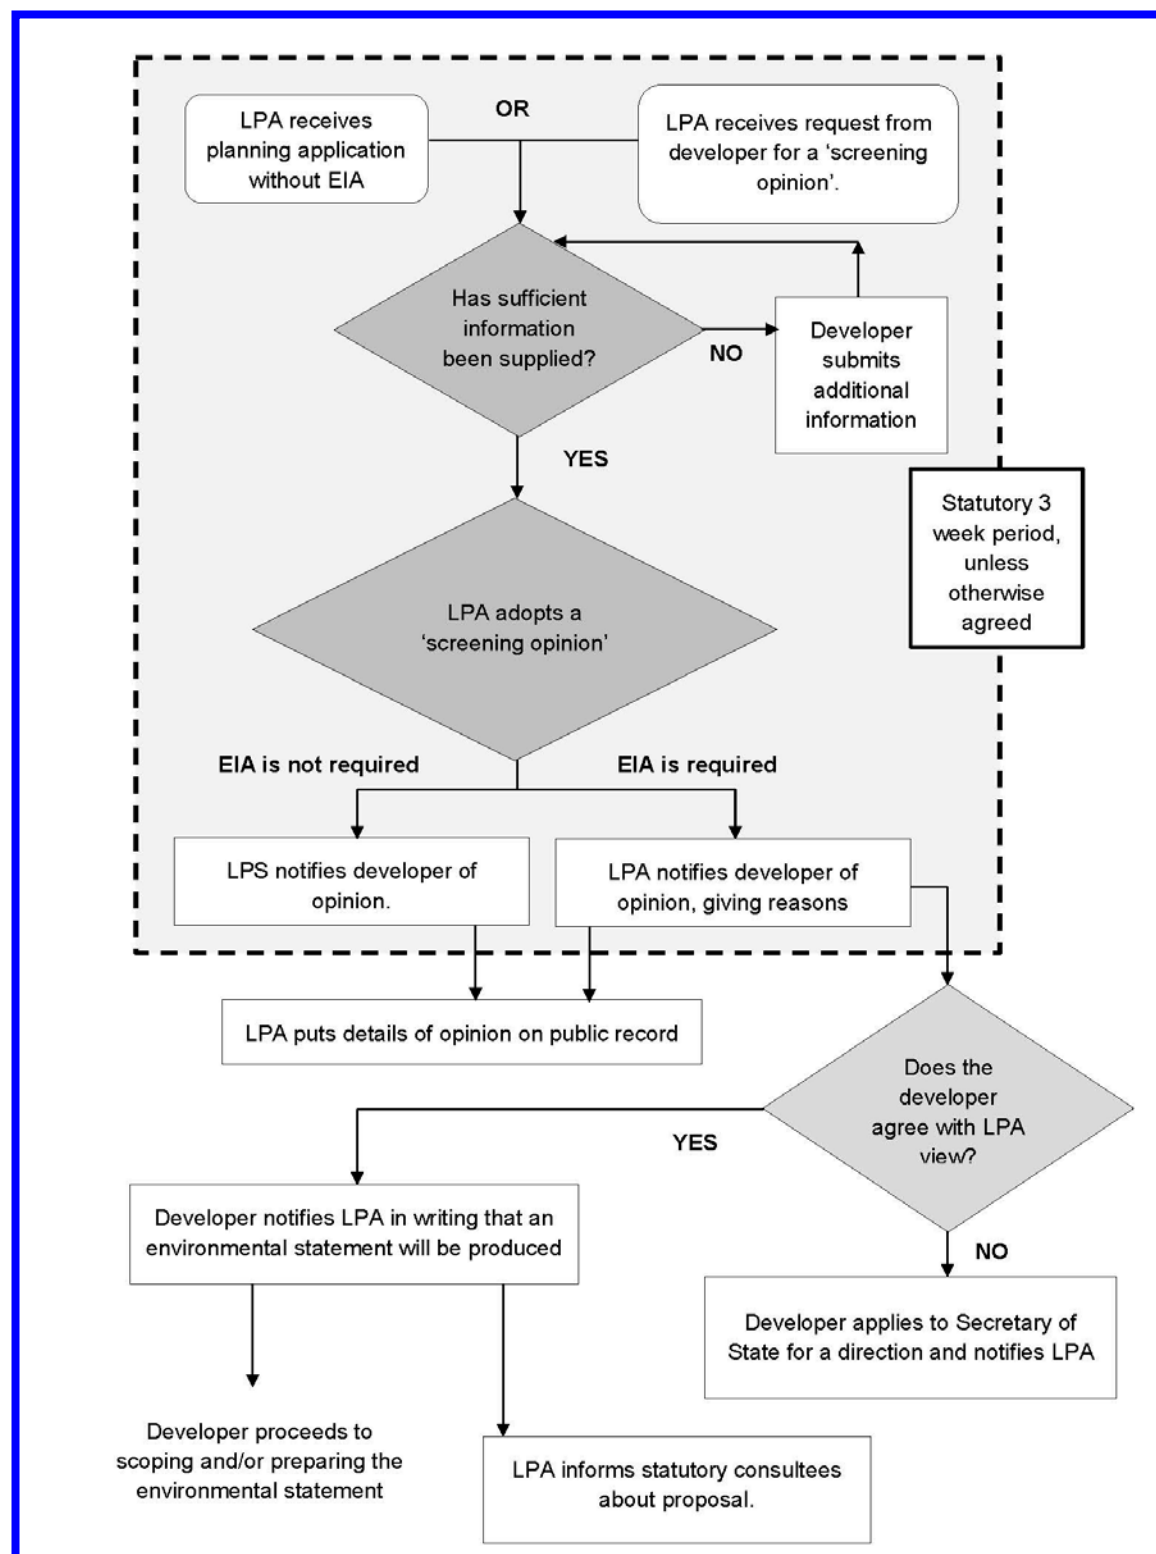 LPA receives
planning application
without EIA
OR
LPA receives request from
developer for a ‘screening
opinion’.
Has sufficient
information
been supplied?
NO
Developer
submits
additional
information
YES
Statutory 3
week period,
unless
otherwise
agreed
LPA adopts a
‘screening opinion’
EIA is not required
EIA is required
LPS notifies developer of
opinion.
LPA notifies developer of
opinion, giving reasons
LPA puts details of opinion on public record
Does the
developer
agree with LPA
view?
YES
Developer notifies LPA in writing that an
environmental statement will be produced
NO
Developer applies to Secretary of
State for a direction and notifies LPA
Developer proceeds to
scoping and/or preparing the
environmental statement
LPA informs statutory consultees
about proposal.